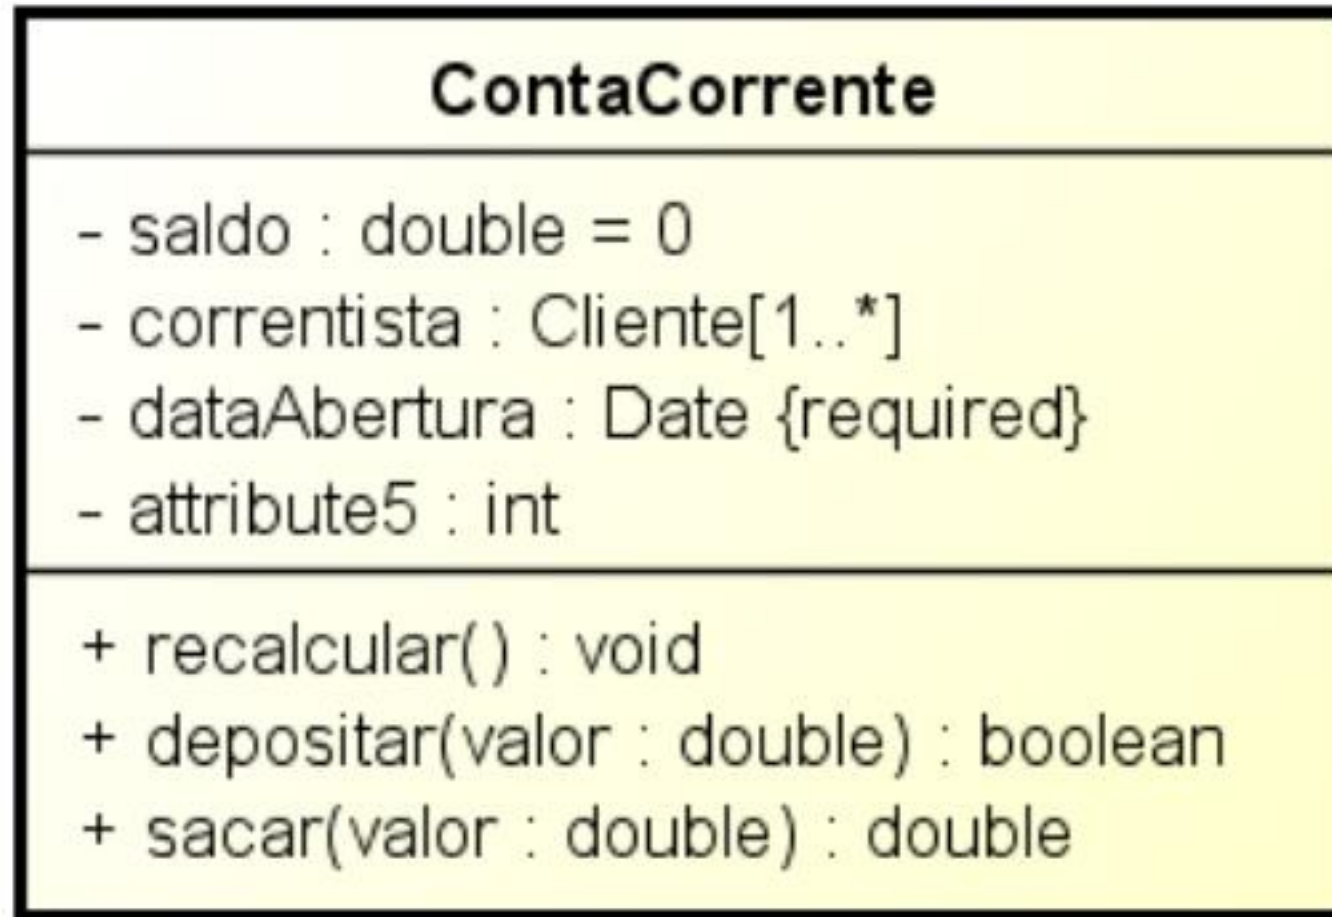 ContaCorrente
- saldo : double = 0
- correntista : Cliente[1..*]
- dataAbertura : Date {required}
- attribute5 : int
+ recalcular() : void
+ depositar(valor : double) : boolean
+ sacar(valor : double) : double